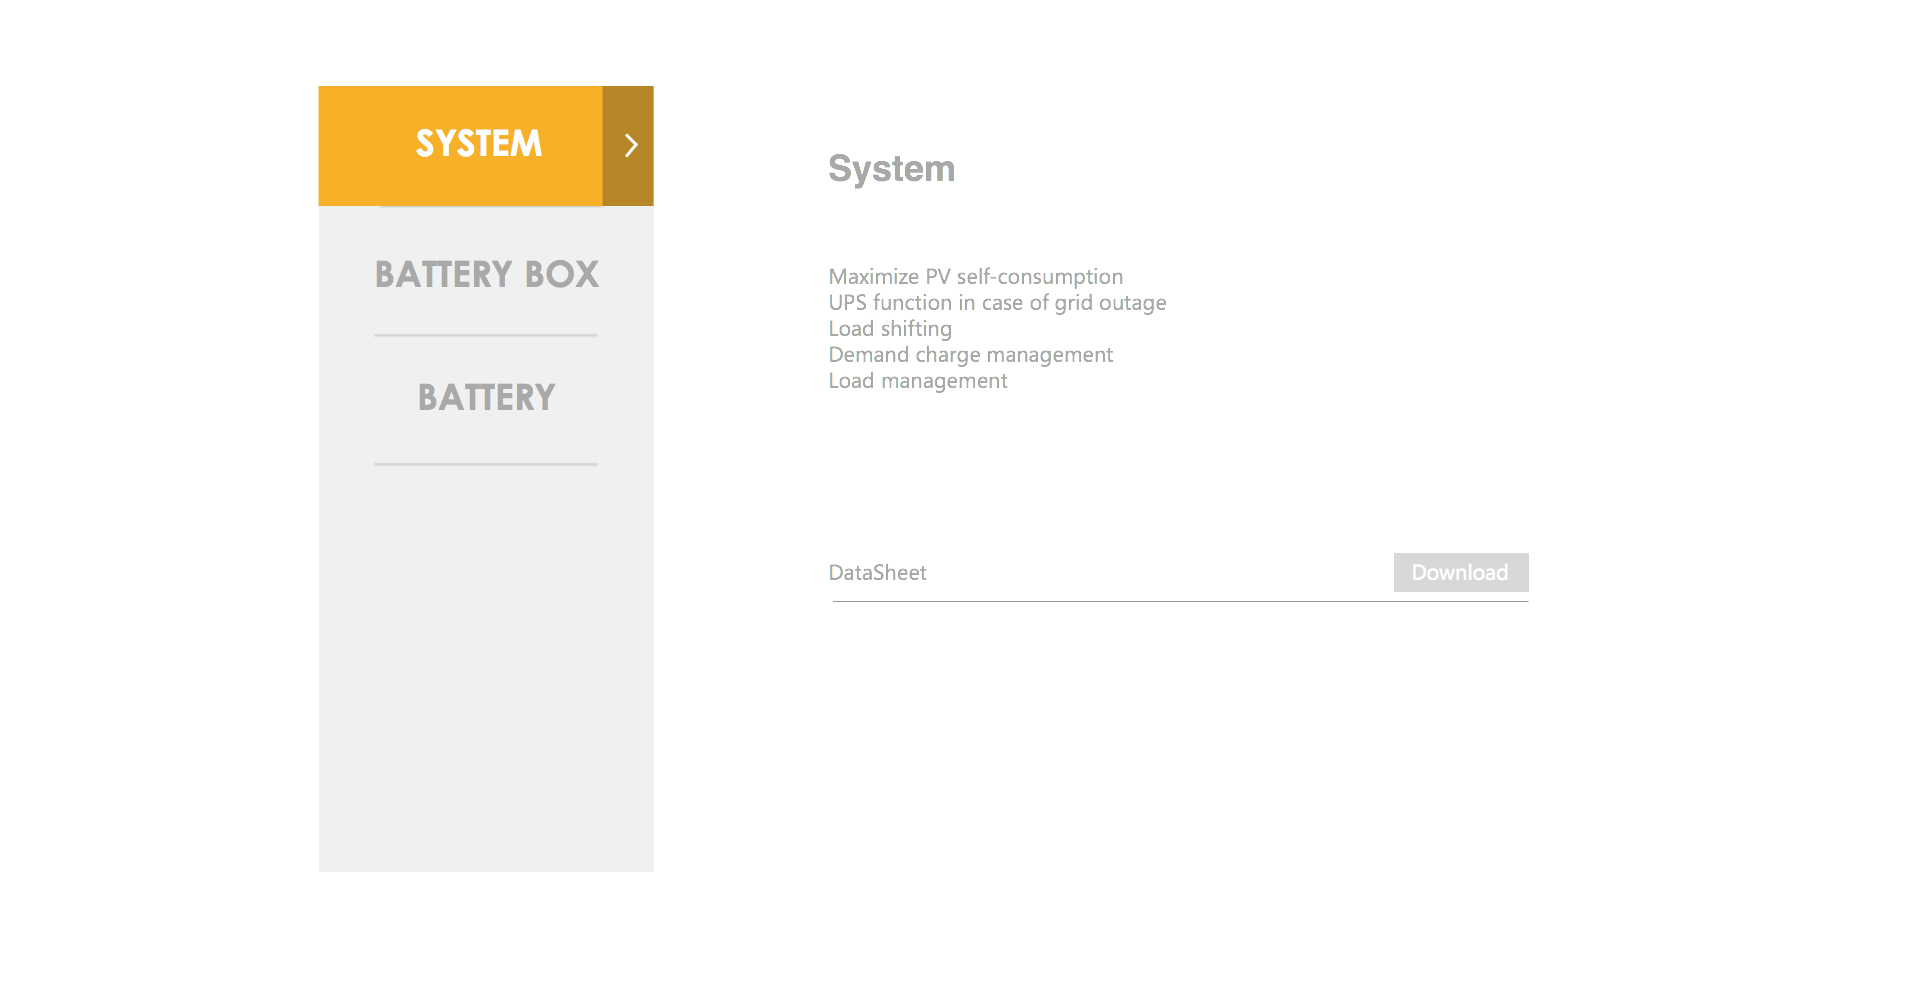 SYSTEM
BATTERY BOX
BATTERY
System
Maximize PV self-consumption
UPS function in case of grid outage
Load shifting
Demand charge management
Load management
DataSheet
Download